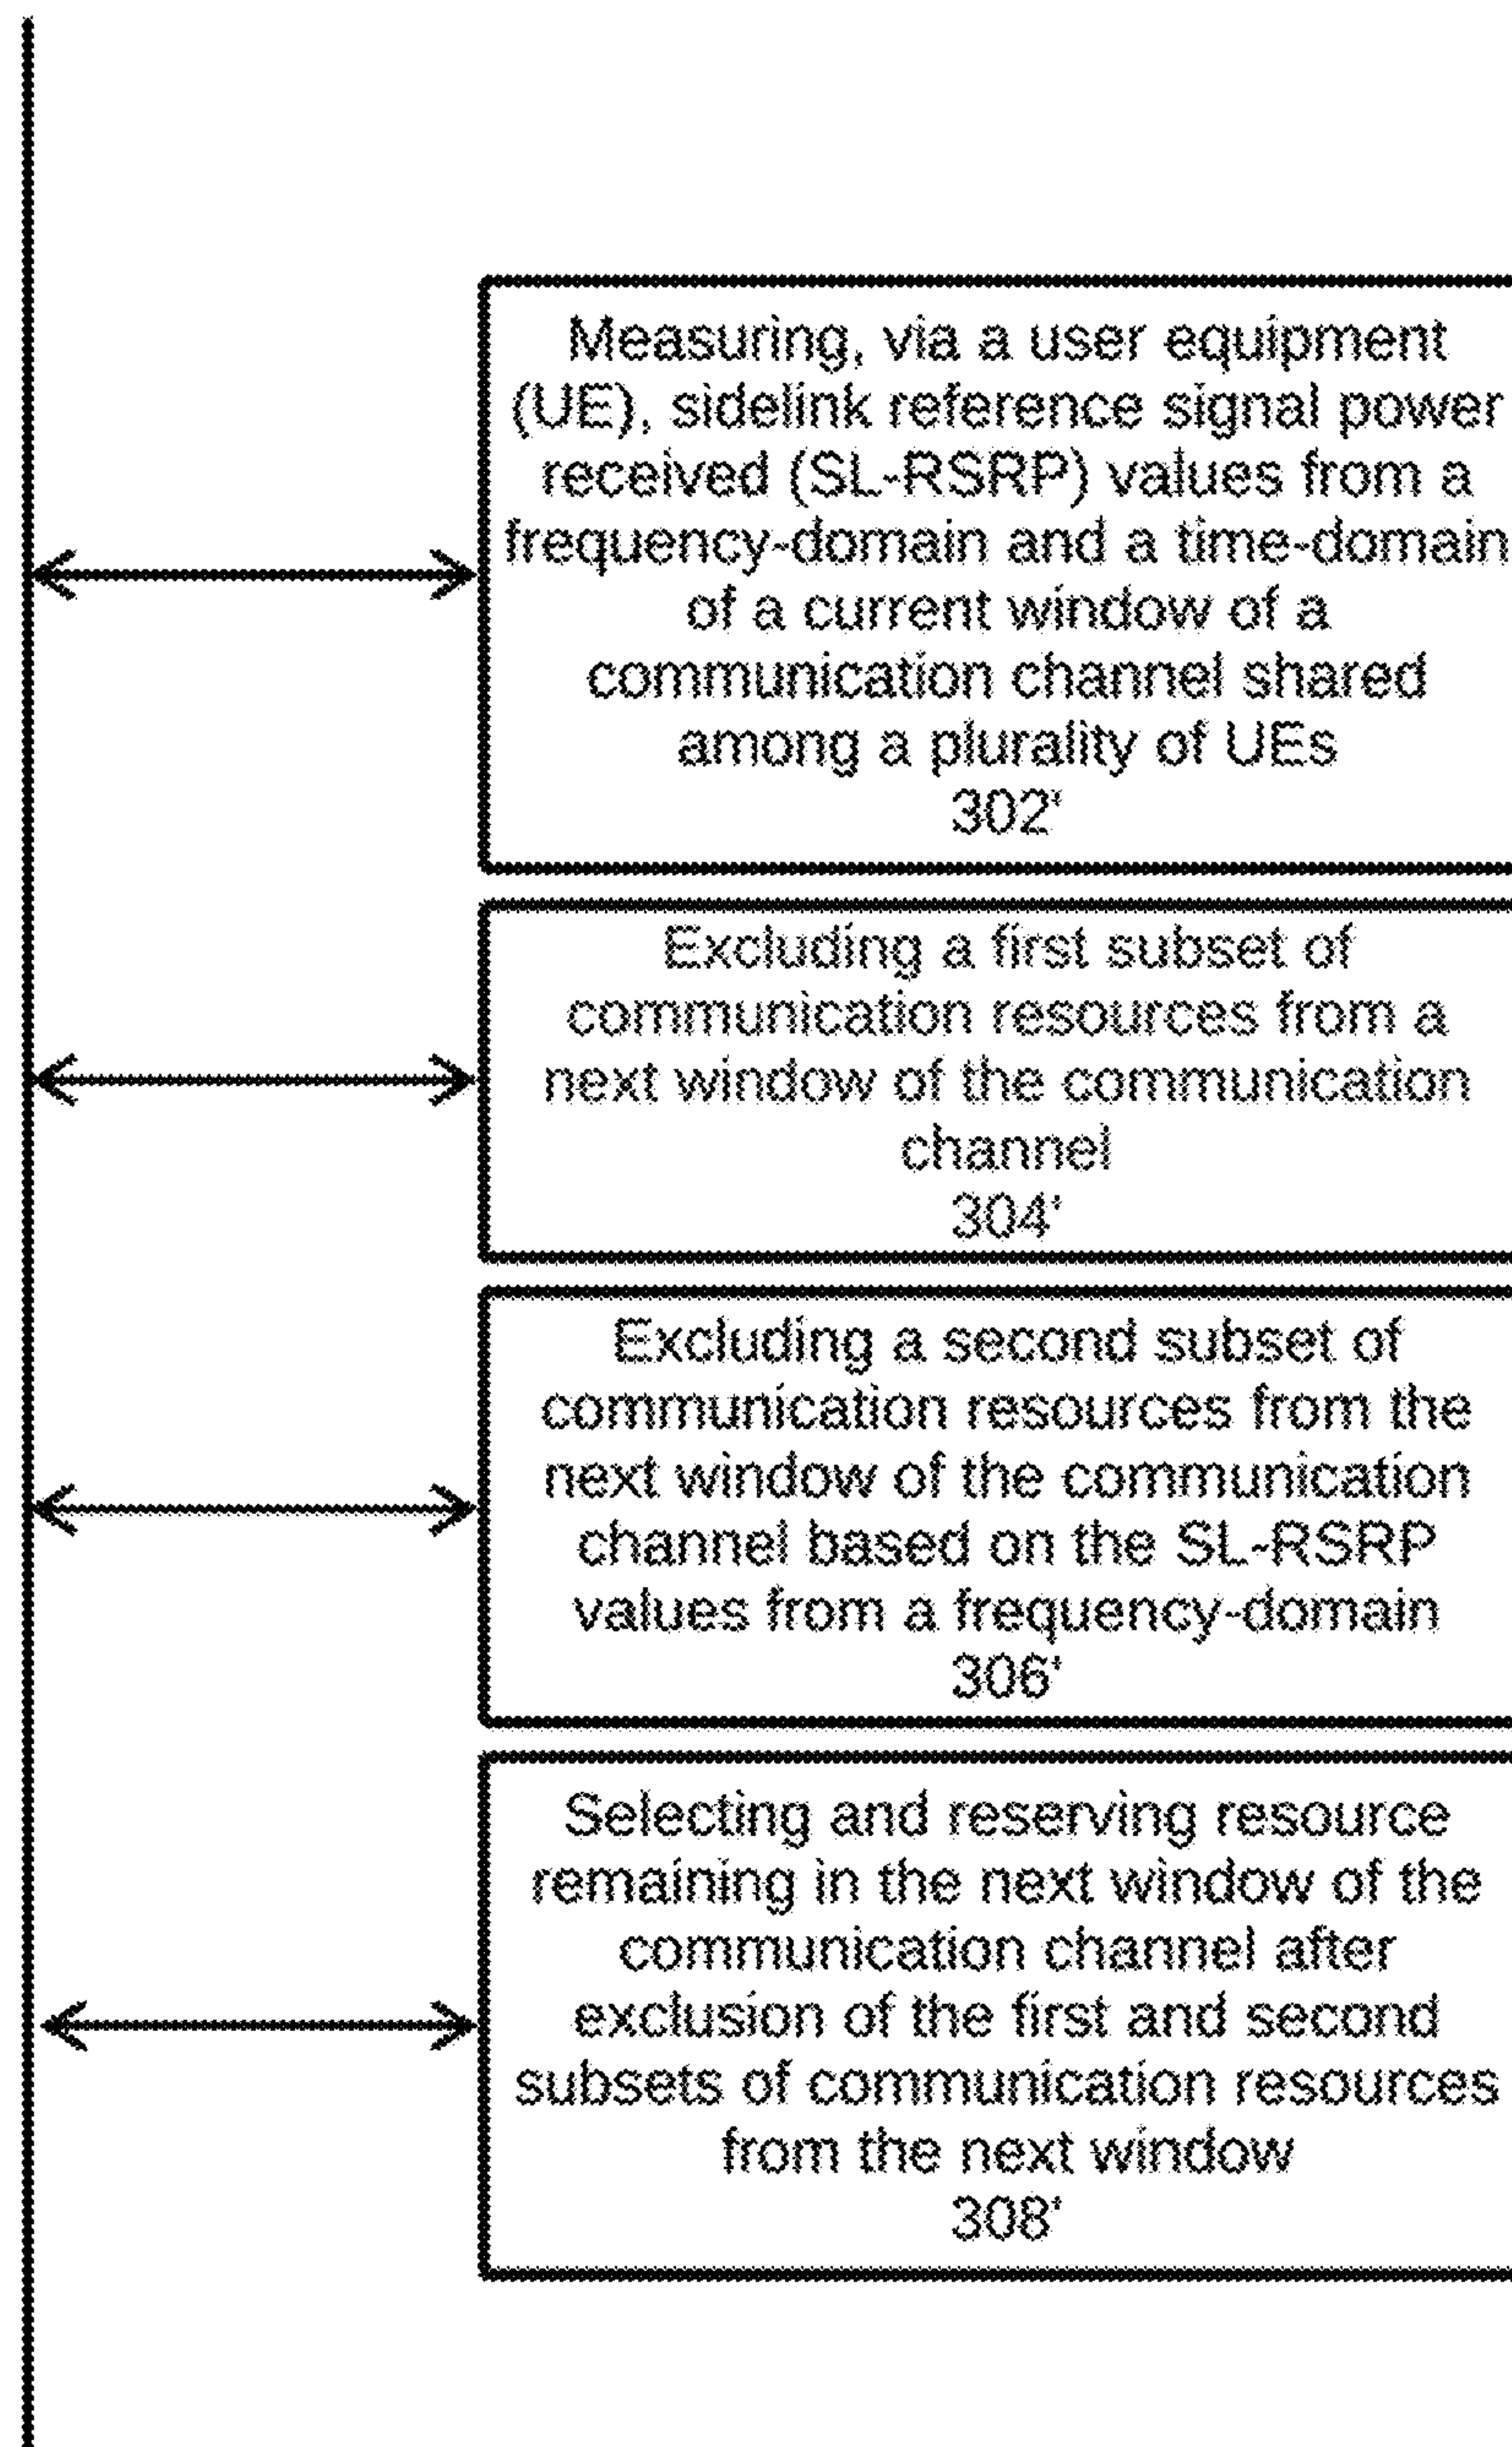 Measuring, via a user equipment
(UE), sidelink reference signal power
received (SL-RSRP) values from a
frequency-domain and a time-domain
of a current window of a
communication channel shared
among a plurality of UEs
302'
Excluding a first subset of
communication resources from a
next window of the communication
channel
304'
Excluding a second subset of
communication resources from the
next window of the communication
channel based on the SL-RSRP
values from a frequency-domain
306'
Selecting and reserving resource
remaining in the next window of the
communication channel after
exclusion of the first and second
subsets of communication resources
from the next window
308'